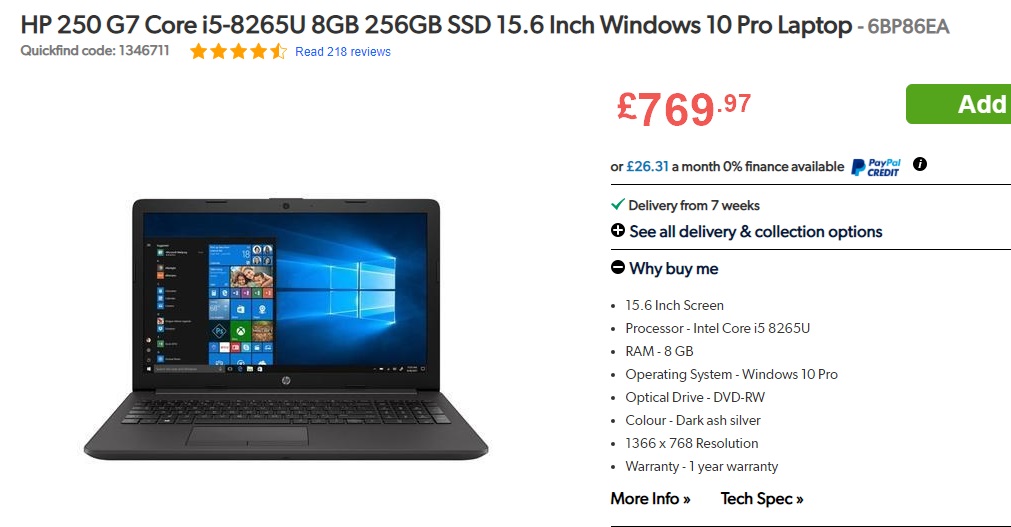 HP 250 G7 Core i5-8265U 8GB 256GB SSD 15.6 Inch Windows 10 Pro Laptop - 6BP86EA
Quickfind code: 1346711
Read 218 reviews
£769.97
Add
or £26.31 a month 0% finance available
PayPal
CREDIT
i
Delivery from 7 weeks
See all delivery & collection options
Why buy me
15.6 Inch Screen
Processor - Intel Core i5 8265U
RAM - 8 GB
Operating System - Windows 10 Pro
Optical Drive - DVD-RW
Colour - Dark ash silver
1366 x 768 Resolution
Warranty - 1 year warranty
More Info »
Tech Spec »
hp